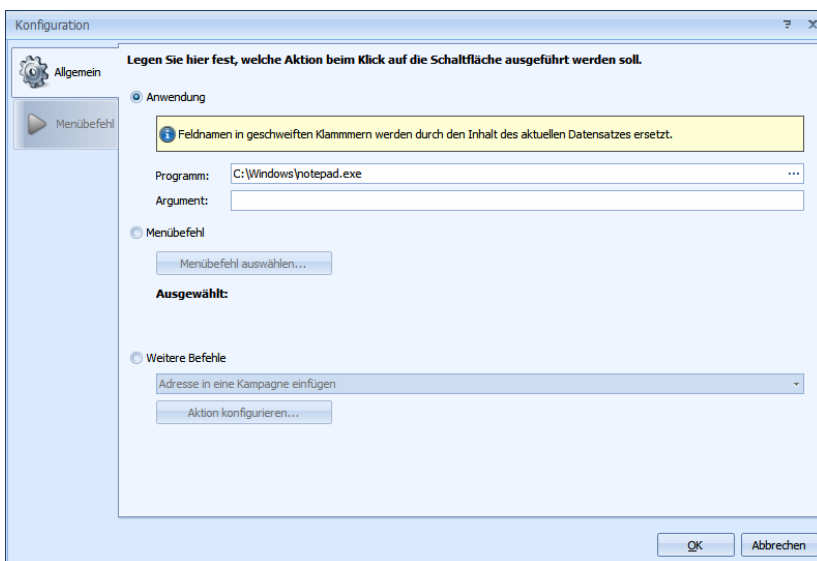 Konfiguration
Allgemein
Menübefehl
Legen Sie hier fest, welche Aktion beim Klick auf die Schaltfläche ausgeführt werden soll.
Anwendung
Feldnamen in geschweiften Klammmern werden durch den Inhalt des aktuellen Datensatzes ersetzt.
Programm: C:\Windows\notepad.exe ...
Argument:
Menübefehl
Menübefehl auswählen...
Ausgewählt:
Weitere Befehle
Adresse in eine Kampagne einfügen
Aktion konfigurieren...
OK Abbrechen